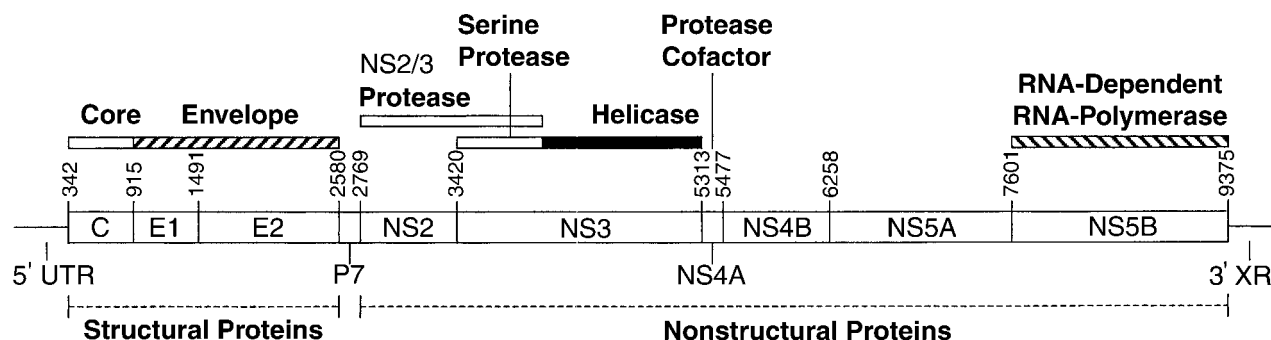 Serine
Protease
Protease
Cofactor
NS2/3
Protease
RNA-Dependent
RNA-Polymerase
Core
Envelope
Helicase
342
915
1491
2580
2769
3420
5313
5477
6258
7601
9375
C
E1
E2
NS2
NS3
NS4B
NS5A
NS5B
5' UTR
P7
NS4A
3' XR
Structural Proteins
Nonstructural Proteins